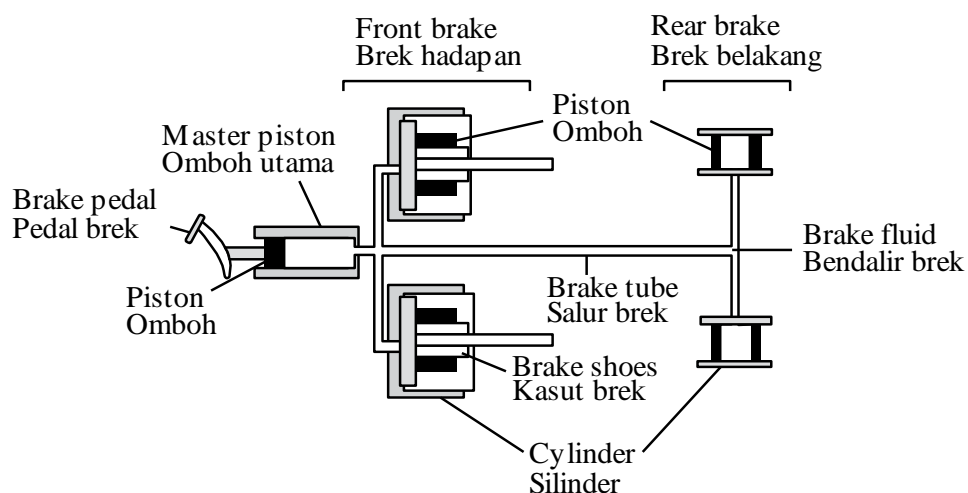 Front brake
Brek hadapan
Rear brake
Brek belakang
Piston
Omboh
Master piston
Omboh utama
Brake pedal
Pedal brek
Brake fluid
Bendalir brek
Piston
Omboh
Brake tube
Salur brek
Brake shoes
Kasut brek
Cylinder
Silinder